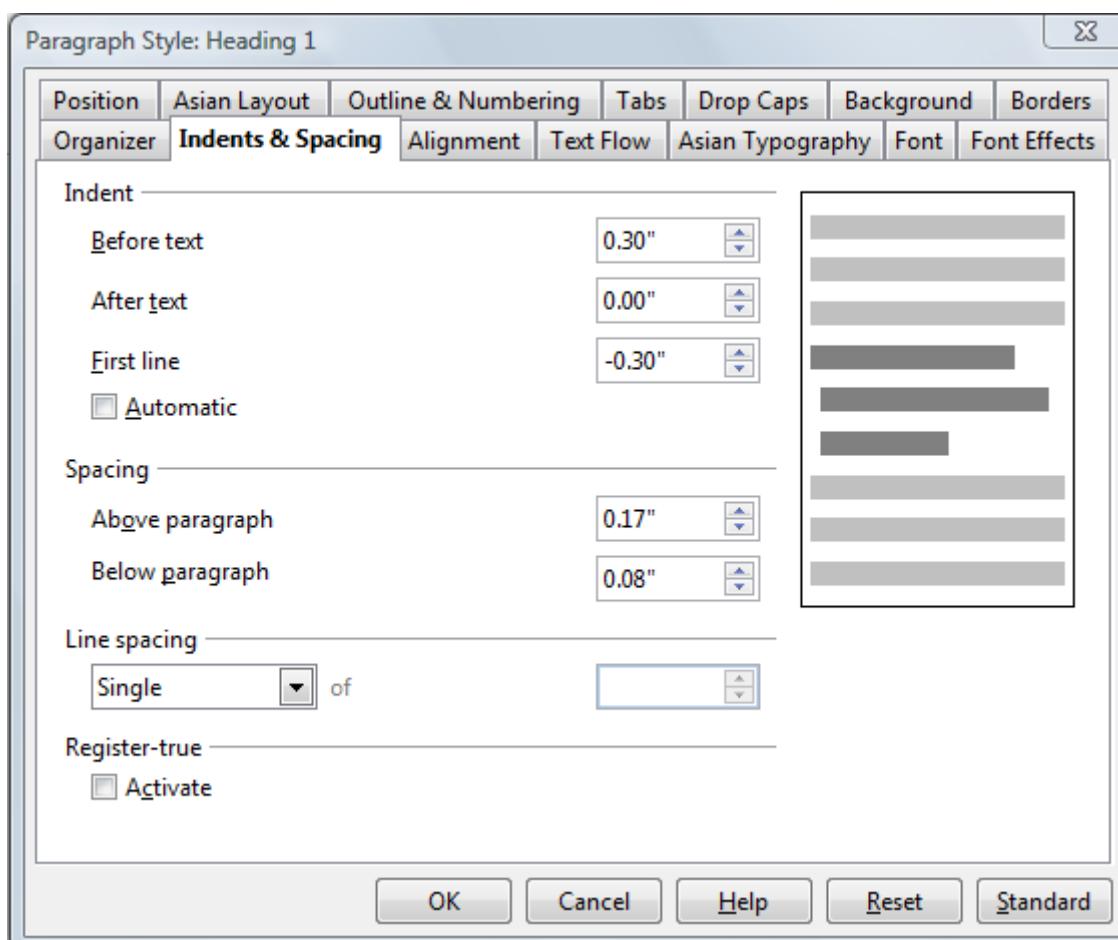 Paragraph Style: Heading 1
Position Asian Layout Outline & Numbering Tabs Drop Caps Background Borders
Organizer Indents & Spacing Alignment Text Flow Asian Typography Font Font Effects
Indent
Before text 0.30"
After text 0.00"
First line -0.30"
Automatic
Spacing
Above paragraph 0.17"
Below paragraph 0.08"
Line spacing
Single of
Register-true
Activate
OK Cancel Help Reset Standard